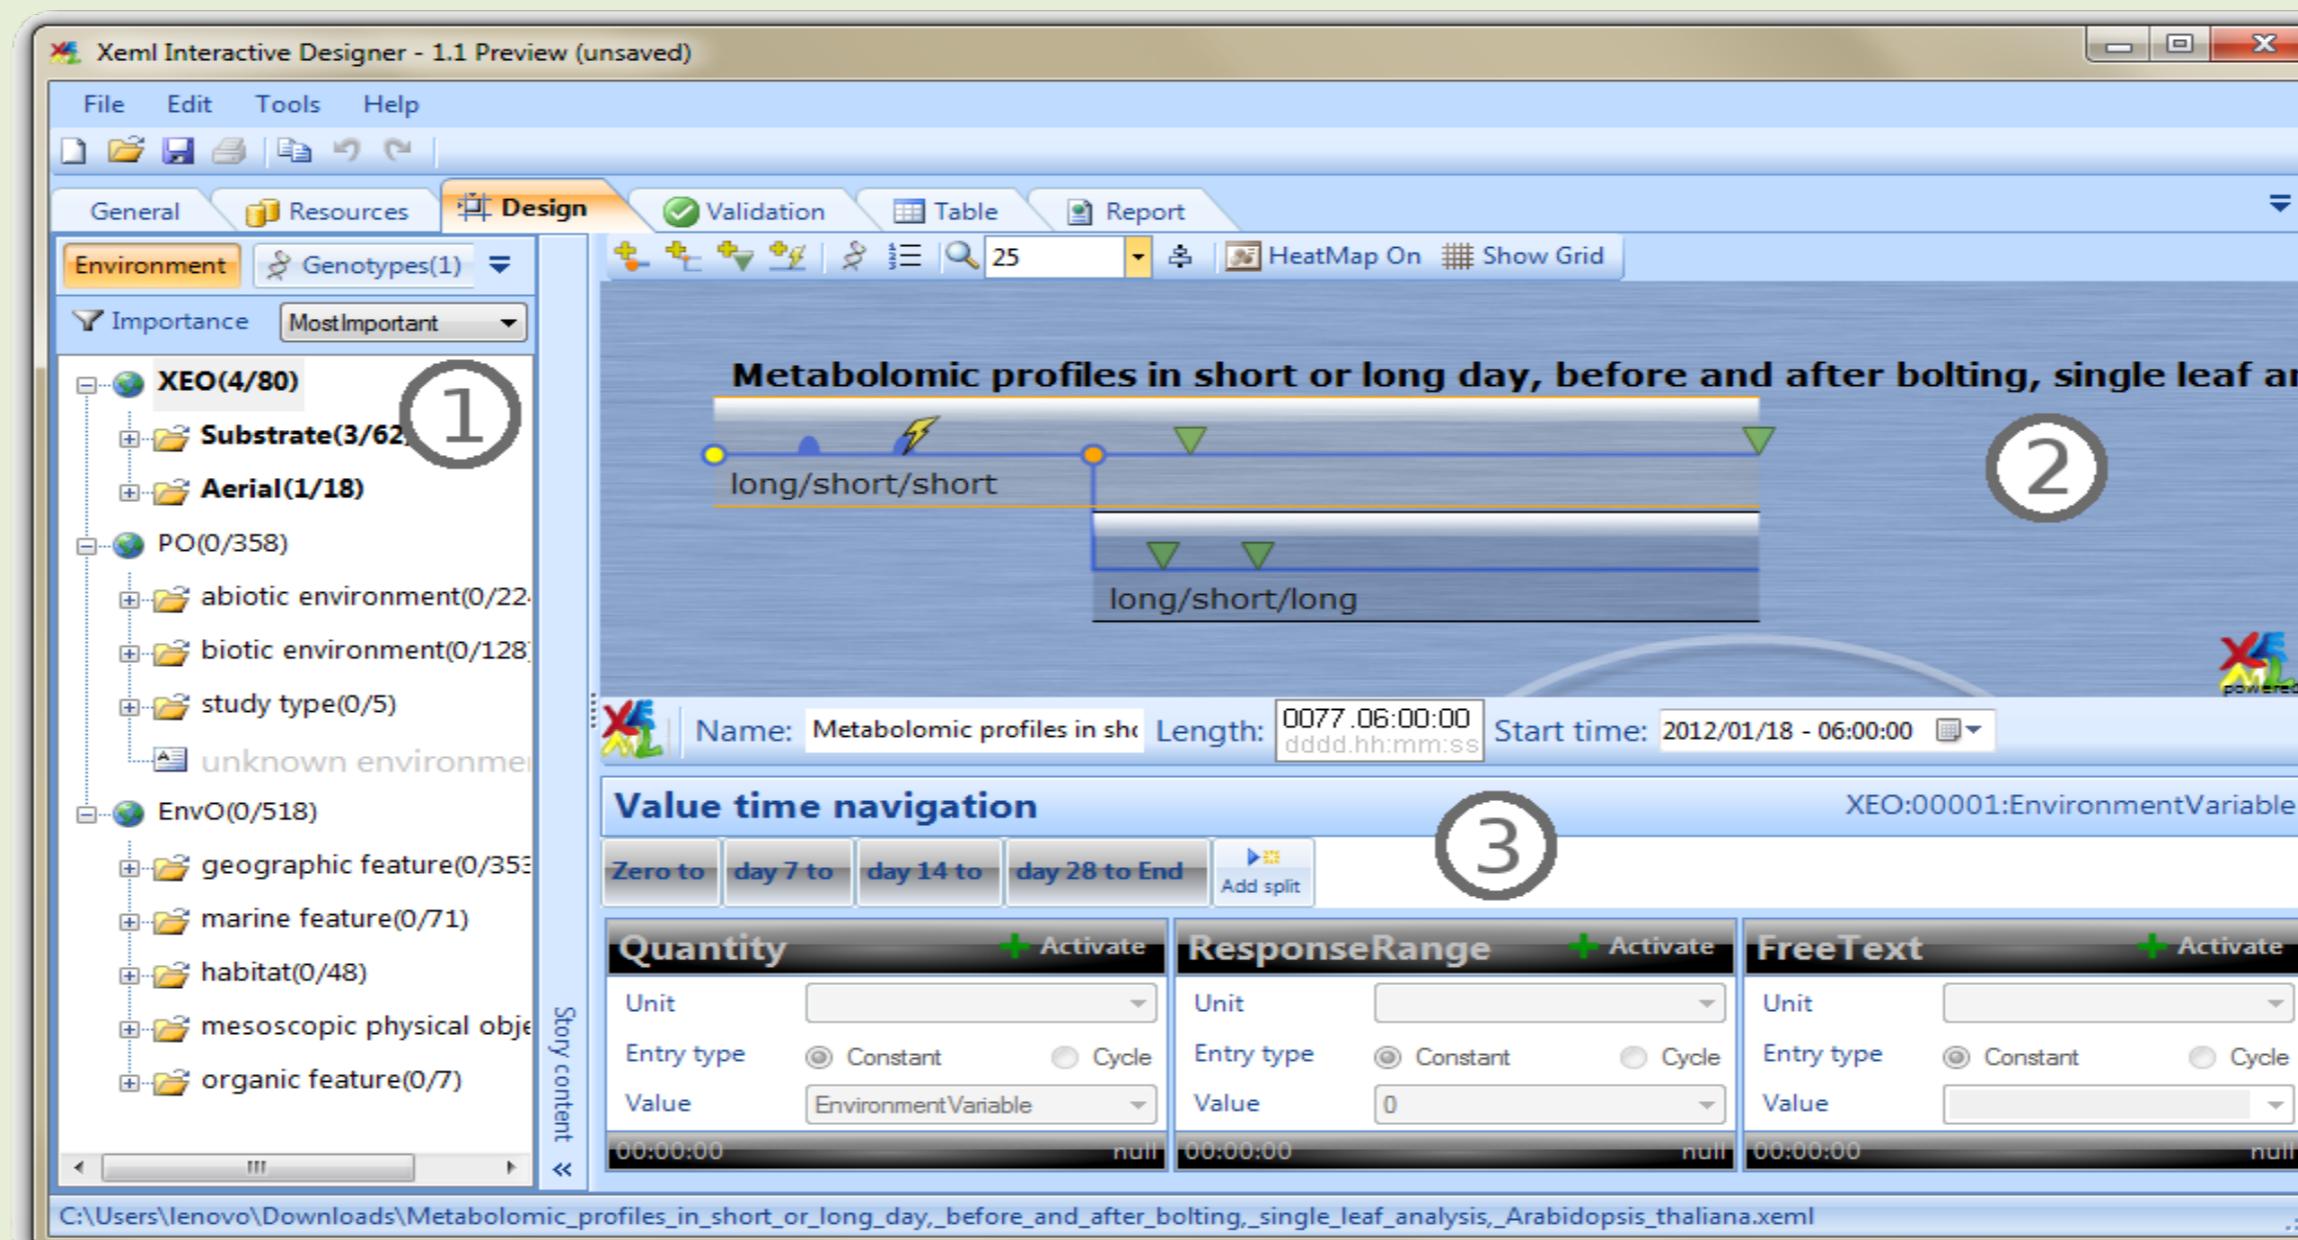 Xeml Interactive Designer - 1.1 Preview (unsaved)
File Edit Tools Help
General Resources Design Validation Table Report
Environment Genotypes(1) 25 HeatMap On Show Grid
Importance MostImportant
XEO(4/80)
1
Substrate(3/62
Aerial(1/18)
PO(0/358)
abiotic environment(0/22
biotic environment(0/128
study type(0/5)
unknown environme
EnvO(0/518)
geographic feature(0/353
marine feature(0/71)
habitat(0/48)
mesoscopic physical obje
organic feature(0/7)
Story content
Metabolomic profiles in short or long day, before and after bolting, single leaf an
2
long/short/short
long/short/long
powered
Name: Metabolomic profiles in sho Length: 0077.06:00:00 Start time: 2012/01/18 - 06:00:00
dddd.hh:mm:ss
Value time navigation XEO:00001:EnvironmentVariable
3
Zero to day 7 to day 14 to day 28 to End Add split
Quantity Activate ResponseRange Activate FreeText Activate
Unit Unit Unit
Entry type Constant Cycle Entry type Constant Cycle Entry type Constant Cycle
Value EnvironmentVariable Value 0 Value
00:00:00 null 00:00:00 null 00:00:00 null
C:\Users\lenovo\Downloads\Metabolomic_profiles_in_short_or_long_day,_before_and_after_bolting,_single_leaf_analysis,_Arabidopsis_thaliana.xeml